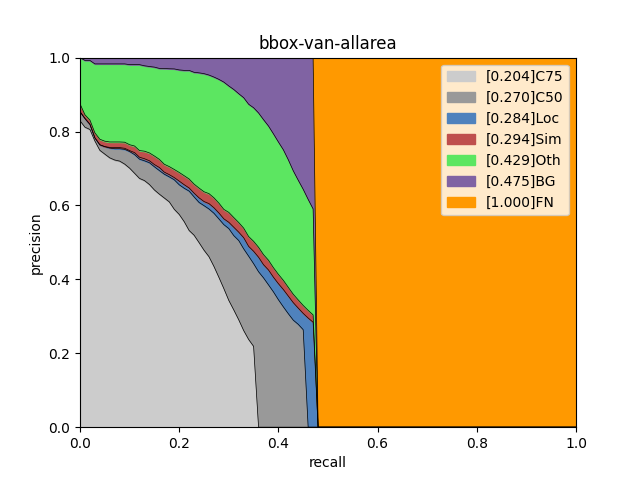 bbox-van-allarea
1.0
0.8
0.6
0.4
0.2
0.0
precision
[0.204]C75
[0.270]C50
[0.284]Loc
[0.294]Sim
[0.429]Oth
[0.475]BG
[1.000]FN
0.0 0.2 0.4 0.6 0.8 1.0
recall